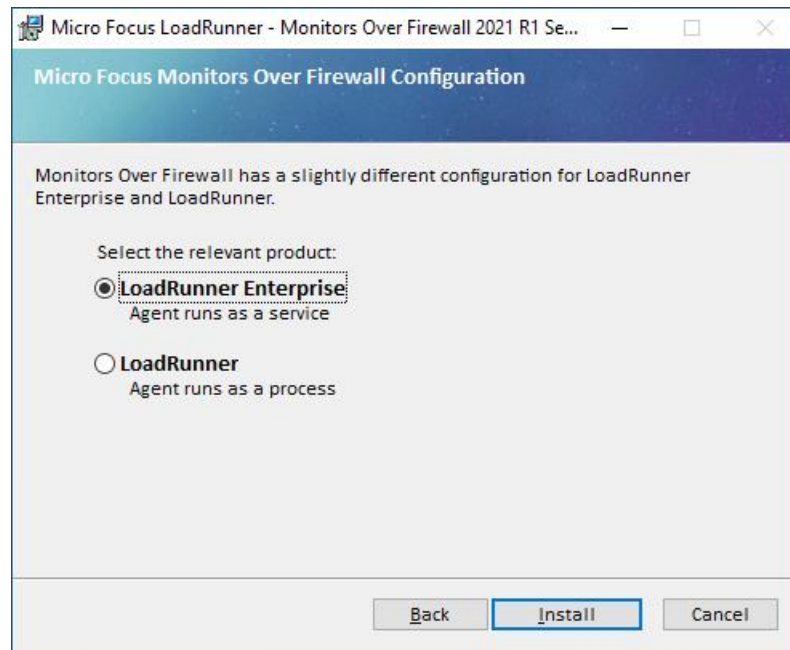 Micro Focus LoadRunner - Monitors Over Firewall 2021 R1 Se...
Micro Focus Monitors Over Firewall Configuration
Monitors Over Firewall has a slightly different configuration for LoadRunner
Enterprise and LoadRunner.
Select the relevant product:
LoadRunner Enterprise
Agent runs as a service
LoadRunner
Agent runs as a process
Back
Install
Cancel